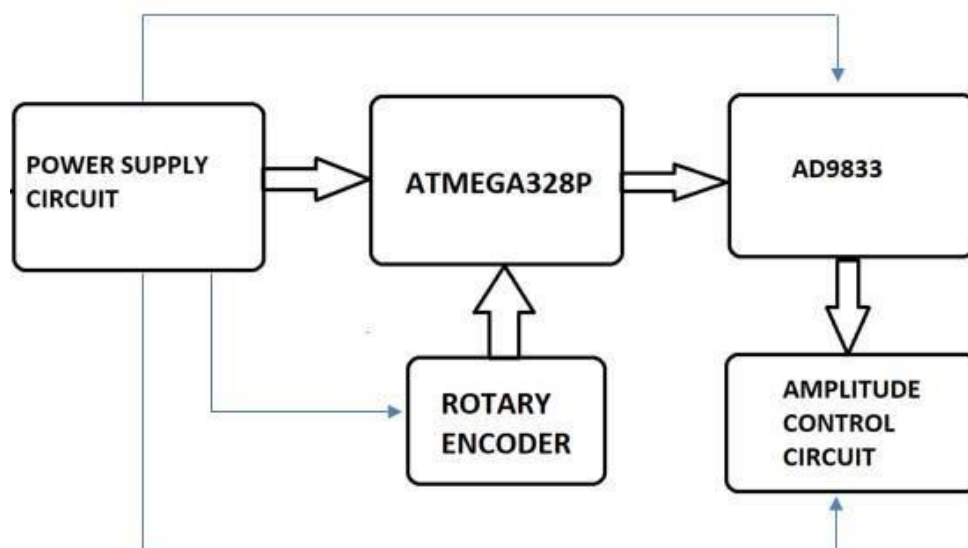 POWER SUPPLY
CIRCUIT
ATMEGA328P
AD9833
ROTARY
ENCODER
AMPLITUDE
CONTROL
CIRCUIT